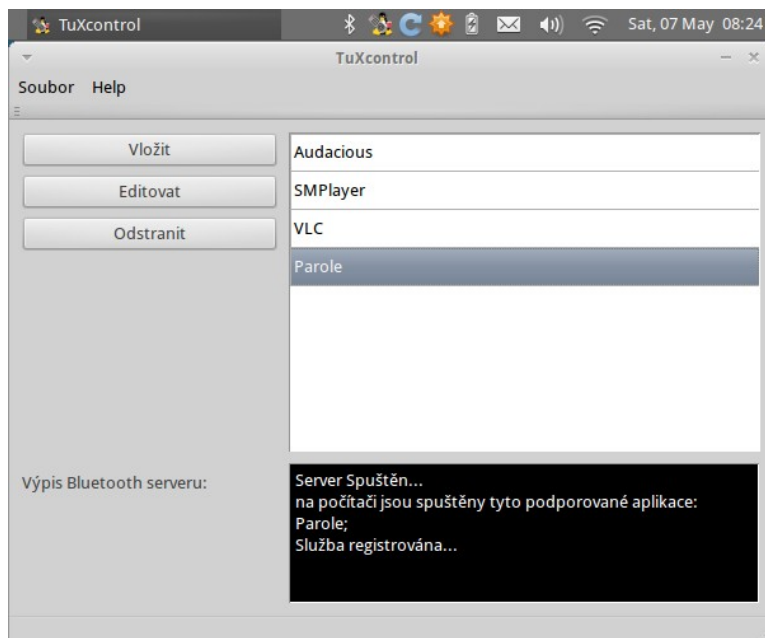 TuXcontrol
Sat, 07 May 08:24
TuXcontrol
Soubor Help
Vložit
Editovat
Odstranit
Audacious
SMPlayer
VLC
Parole
Výpis Bluetooth serveru:
Server Spuštěn...
na počítači jsou spuštěny tyto podporované aplikace:
Parole;
Služba registrována...